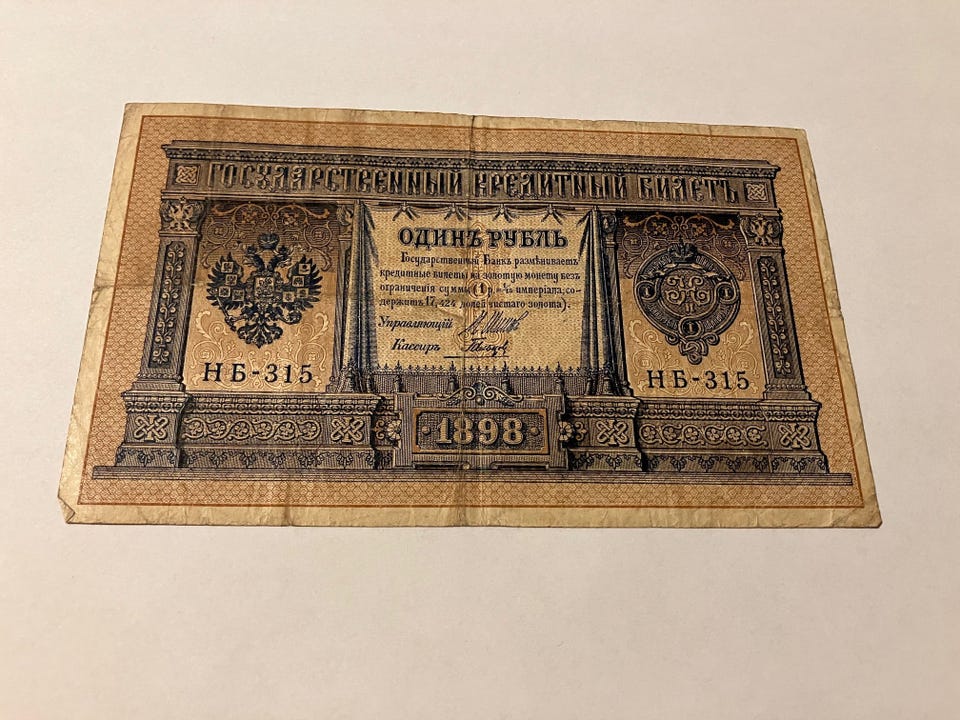 ГОСУДАРСТВЕННЫЙ КРЕДИТНЫЙ БИЛЕТЪ
ОДИНЪ РУБЛЬ
Государственный Банкъ размѣниваетъ
кредитные билеты на золотую монету безъ
ограниченія суммы (1 р. = 1/15 имперіала, со-
держитъ 17,424 долей чистаго золота).
Управляющій
Кассиръ
НБ-315
НБ-315
1898